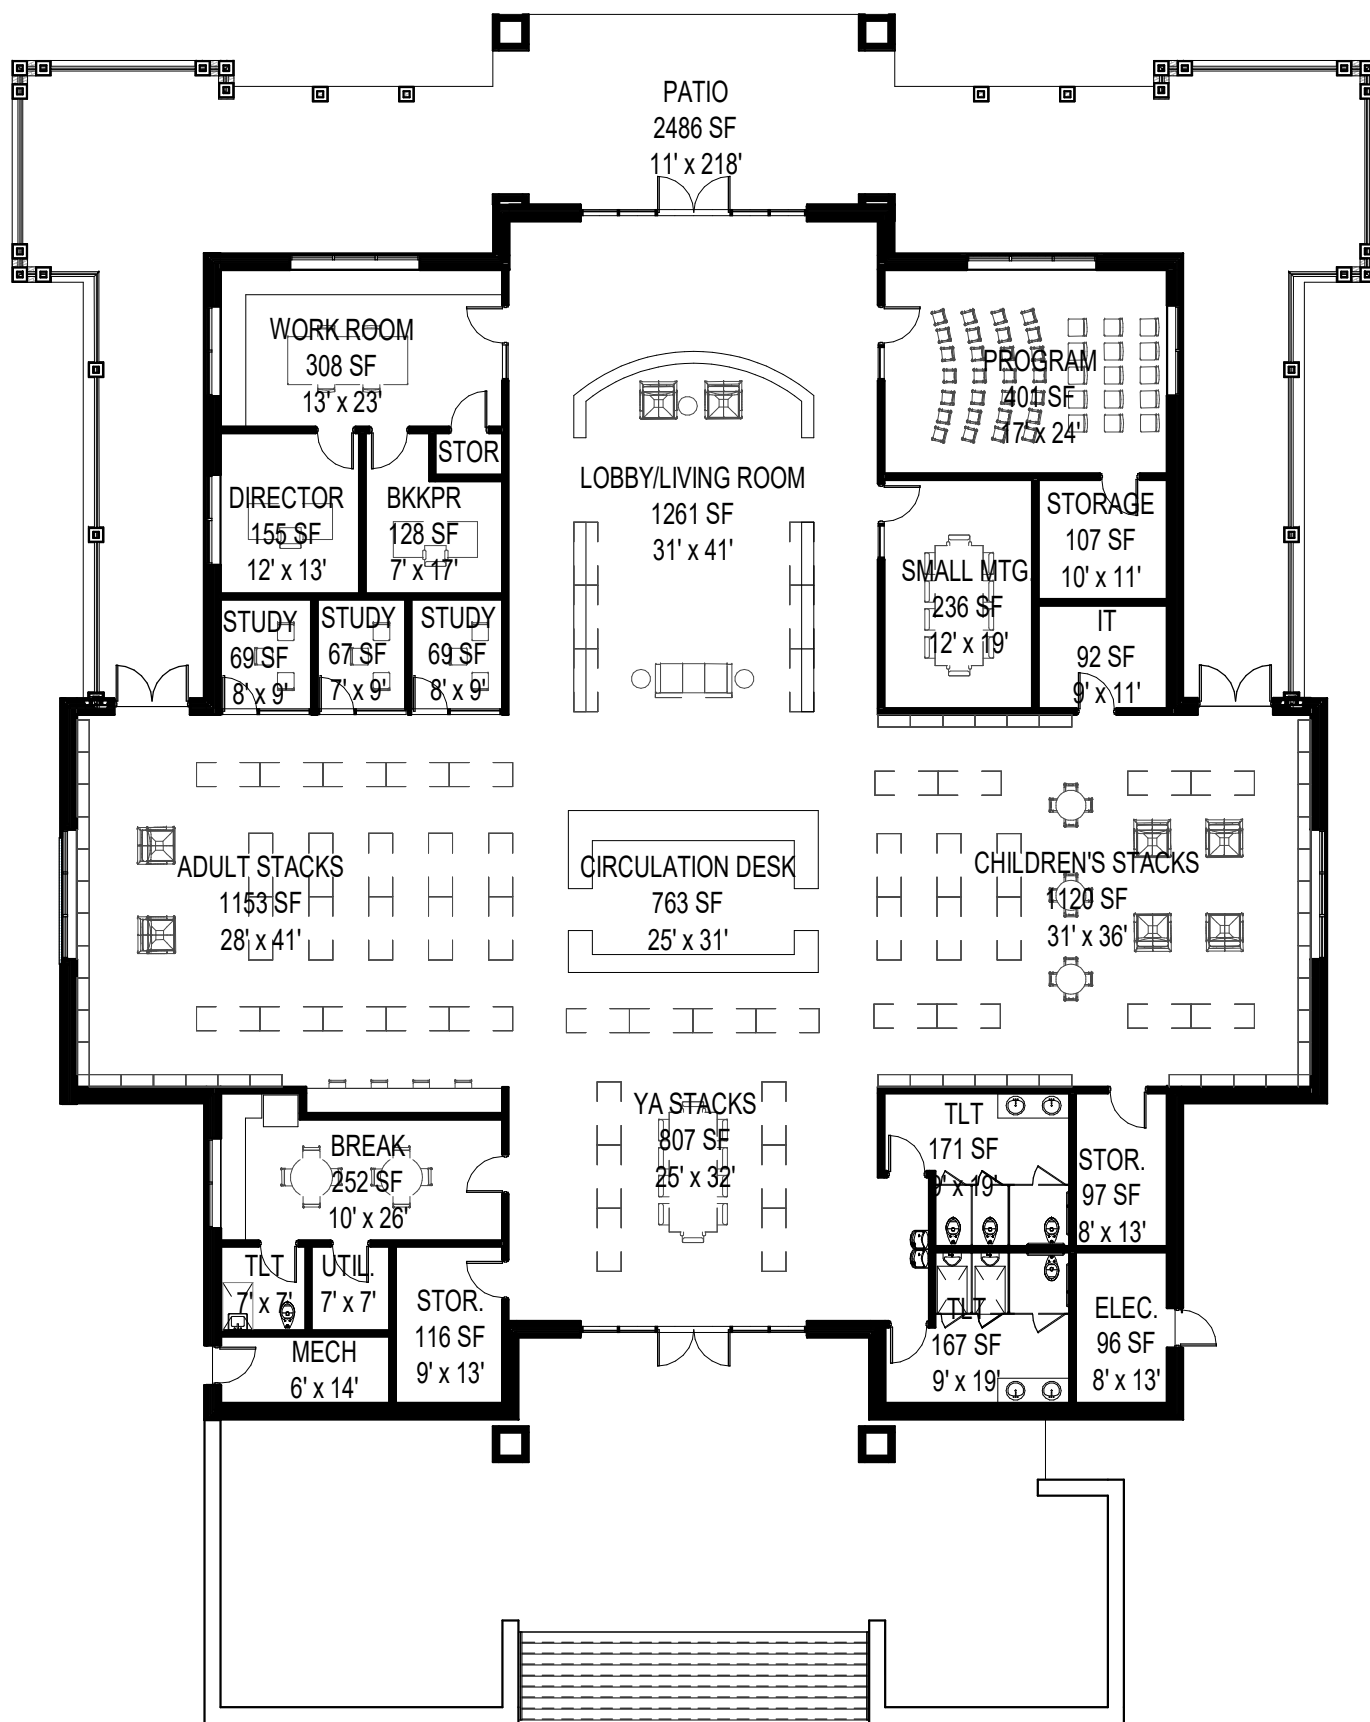 PATIO
2486 SF
11' x 218'
WORK ROOM
308 SF
13' x 23'
PROGRAM
401 SF
17' x 24'
STOR
DIRECTOR
155 SF
12' x 13'
BKKPR
128 SF
7' x 17'
LOBBY/LIVING ROOM
1261 SF
31' x 41'
STORAGE
107 SF
10' x 11'
SMALL MTG.
236 SF
12' x 19'
STUDY
69 SF
8' x 9'
STUDY
67 SF
7' x 9'
STUDY
69 SF
8' x 9'
IT
92 SF
9' x 11'
ADULT STACKS
1153 SF
28' x 41'
CIRCULATION DESK
763 SF
25' x 31'
CHILDREN'S STACKS
1120 SF
31' x 36'
YA STACKS
807 SF
25' x 32'
BREAK
252 SF
10' x 26'
TLT
171 SF
9' x 19'
STOR.
97 SF
8' x 13'
TLT
7' x 7'
UTIL.
7' x 7'
STOR.
116 SF
9' x 13'
MECH
6' x 14'
TLT
167 SF
9' x 19'
ELEC.
96 SF
8' x 13'